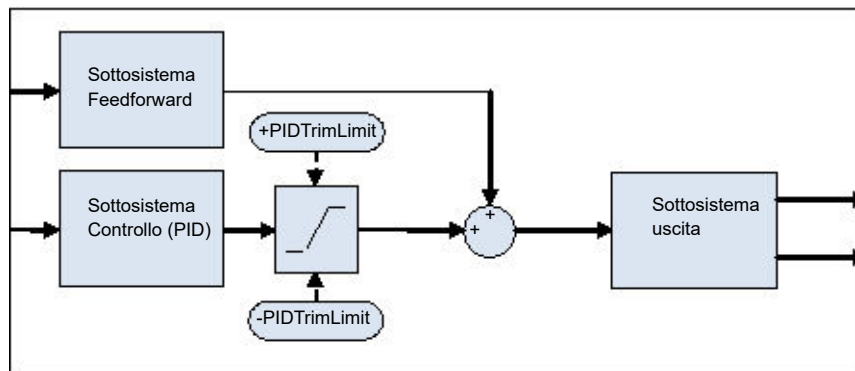 Sottosistema
Feedforward
+PIDTrimLimit
Sottosistema
Controllo (PID)
-PIDTrimLimit
+
+
Sottosistema
uscita